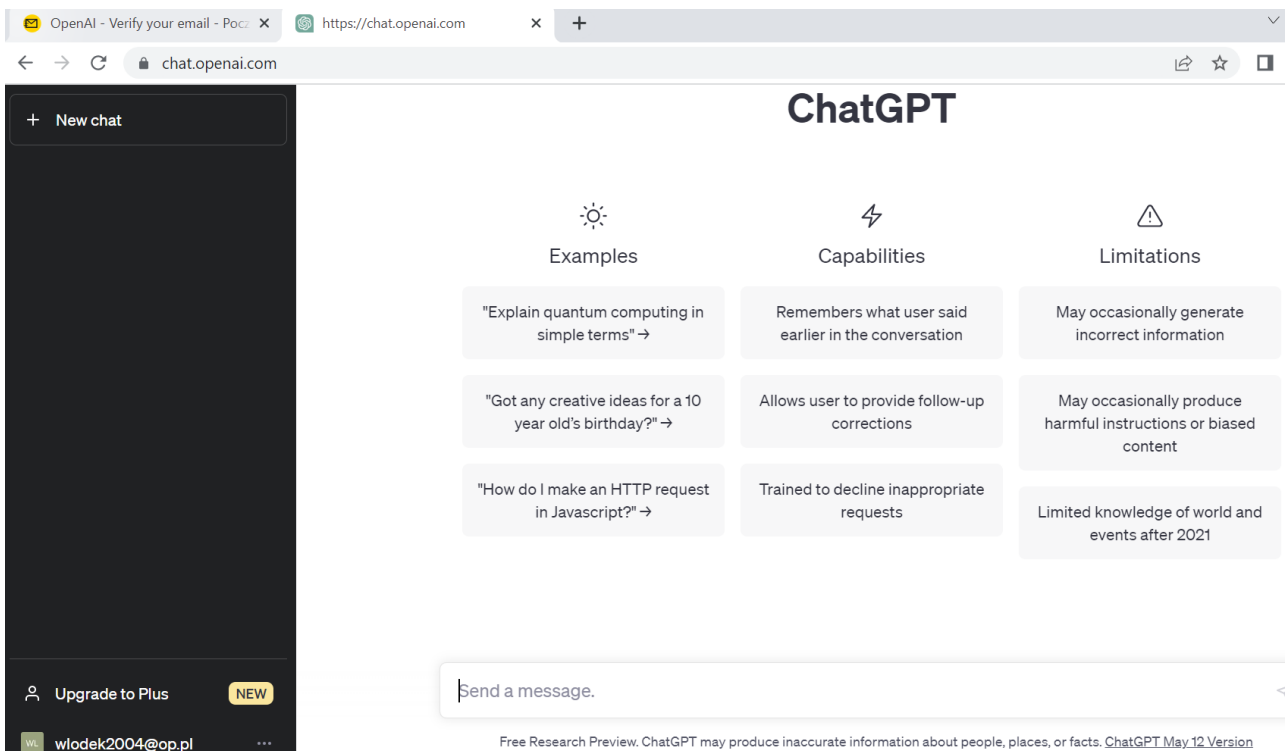 OpenAI - Verify your email - Pocz
https://chat.openai.com
chat.openai.com
+ New chat
ChatGPT
Examples
"Explain quantum computing in
simple terms" →
"Got any creative ideas for a 10
year old's birthday?" →
"How do I make an HTTP request
in Javascript?" →
Capabilities
Remembers what user said
earlier in the conversation
Allows user to provide follow-up
corrections
Trained to decline inappropriate
requests
Limitations
May occasionally generate
incorrect information
May occasionally produce
harmful instructions or biased
content
Limited knowledge of world and
events after 2021
Upgrade to Plus NEW
WL wlodek2004@op.pl
Send a message.
Free Research Preview. ChatGPT may produce inaccurate information about people, places, or facts. ChatGPT May 12 Version